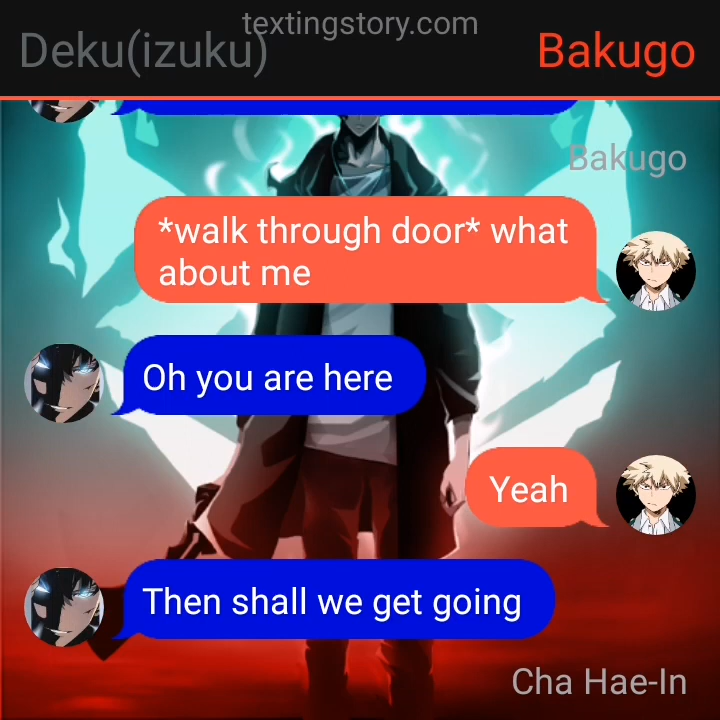 textingstory.com
Deku(izuku)
Bakugo
Bakugo
*walk through door* what
about me
Oh you are here
Yeah
Then shall we get going
Cha Hae-In